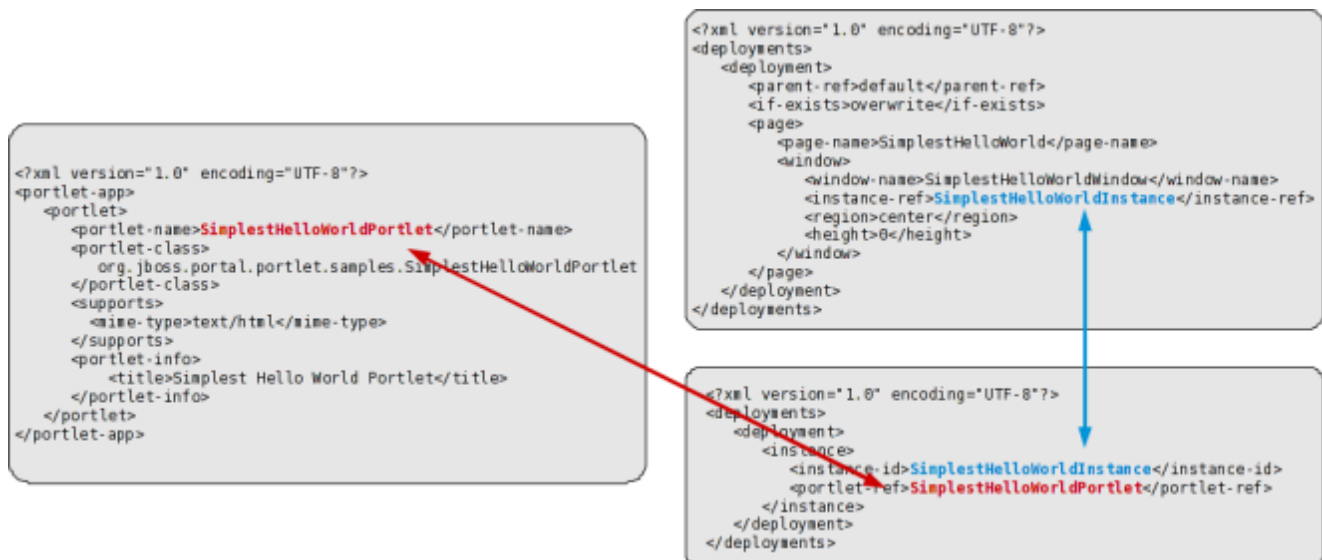 <?xml version="1.0" encoding="UTF-8"?>
<portlet-app>
<portlet>
<portlet-name>SimplestHelloWorldPortlet</portlet-name>
<portlet-class>
org.jboss.portal.portlet.samples.SimplestHelloWorldPortlet
</portlet-class>
<supports>
<mime-type>text/html</mime-type>
</supports>
<portlet-info>
<title>Simplest Hello World Portlet</title>
</portlet-info>
</portlet>
</portlet-app>
<?xml version="1.0" encoding="UTF-8"?>
<deployments>
<deployment>
<parent-ref>default</parent-ref>
<if-exists>overwrite</if-exists>
<page>
<page-name>SimplestHelloWorld</page-name>
<window>
<window-name>SimplestHelloWorldWindow</window-name>
<instance-ref>SimplestHelloWorldInstance</instance-ref>
<region>center</region>
<height>0</height>
</window>
</page>
</deployment>
</deployments>
<?xml version="1.0" encoding="UTF-8"?>
<deployments>
<deployment>
<instance>
<instance-id>SimplestHelloWorldInstance</instance-id>
<portlet-ref>SimplestHelloWorldPortlet</portlet-ref>
</instance>
</deployment>
</deployments>